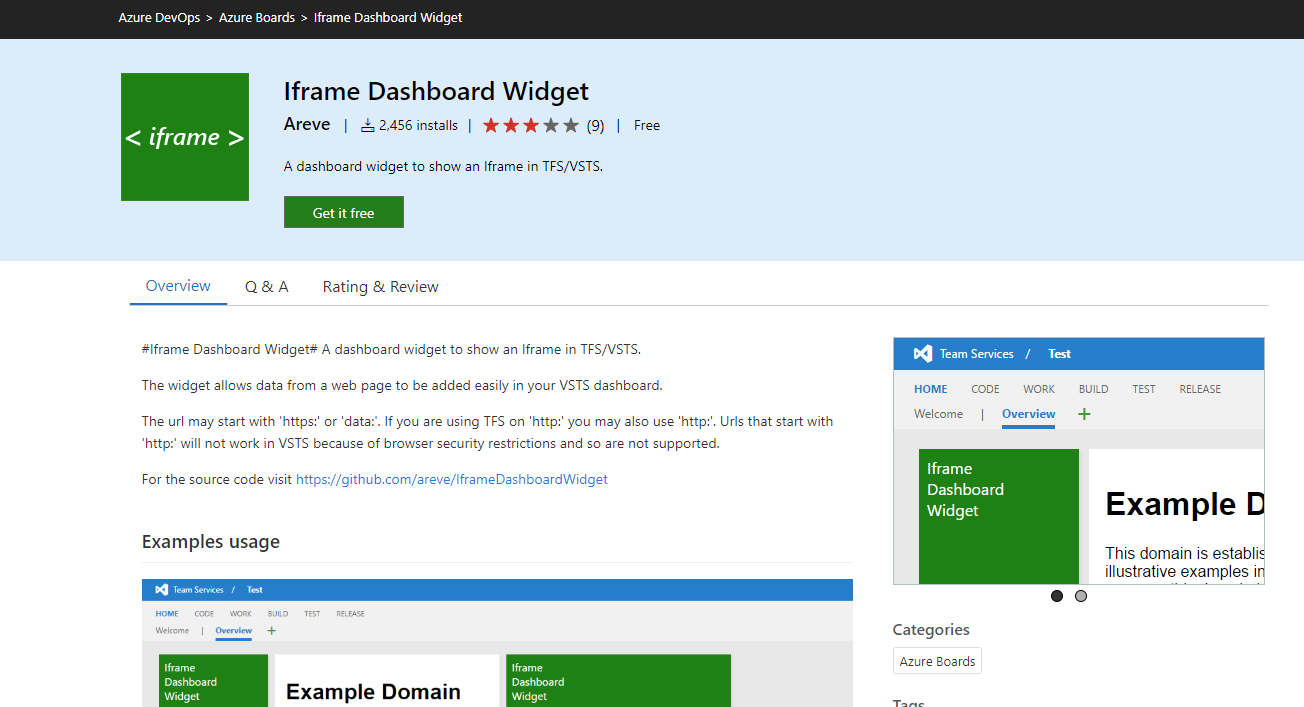 Azure DevOps > Azure Boards > Iframe Dashboard Widget
< iframe >
Iframe Dashboard Widget
Areve | 2,456 installs | (9) | Free
A dashboard widget to show an Iframe in TFS/VSTS.
Get it free
Overview Q & A Rating & Review
#Iframe Dashboard Widget# A dashboard widget to show an Iframe in TFS/VSTS.
The widget allows data from a web page to be added easily in your VSTS dashboard.
The url may start with 'https:' or 'data:'. If you are using TFS on 'http:' you may also use 'http:'. Urls that start with
'http:' will not work in VSTS because of browser security restrictions and so are not supported.
For the source code visit https://github.com/areve/IframeDashboardWidget
Examples usage
Team Services / Test
HOME CODE WORK BUILD TEST RELEASE
Welcome | Overview +
Iframe
Dashboard
Widget
Example Domain
Iframe
Dashboard
Widget
Team Services / Test
HOME CODE WORK BUILD TEST RELEASE
Welcome | Overview +
Iframe
Dashboard
Widget
Example D
This domain is establis
illustrative examples in
Categories
Azure Boards
Tags